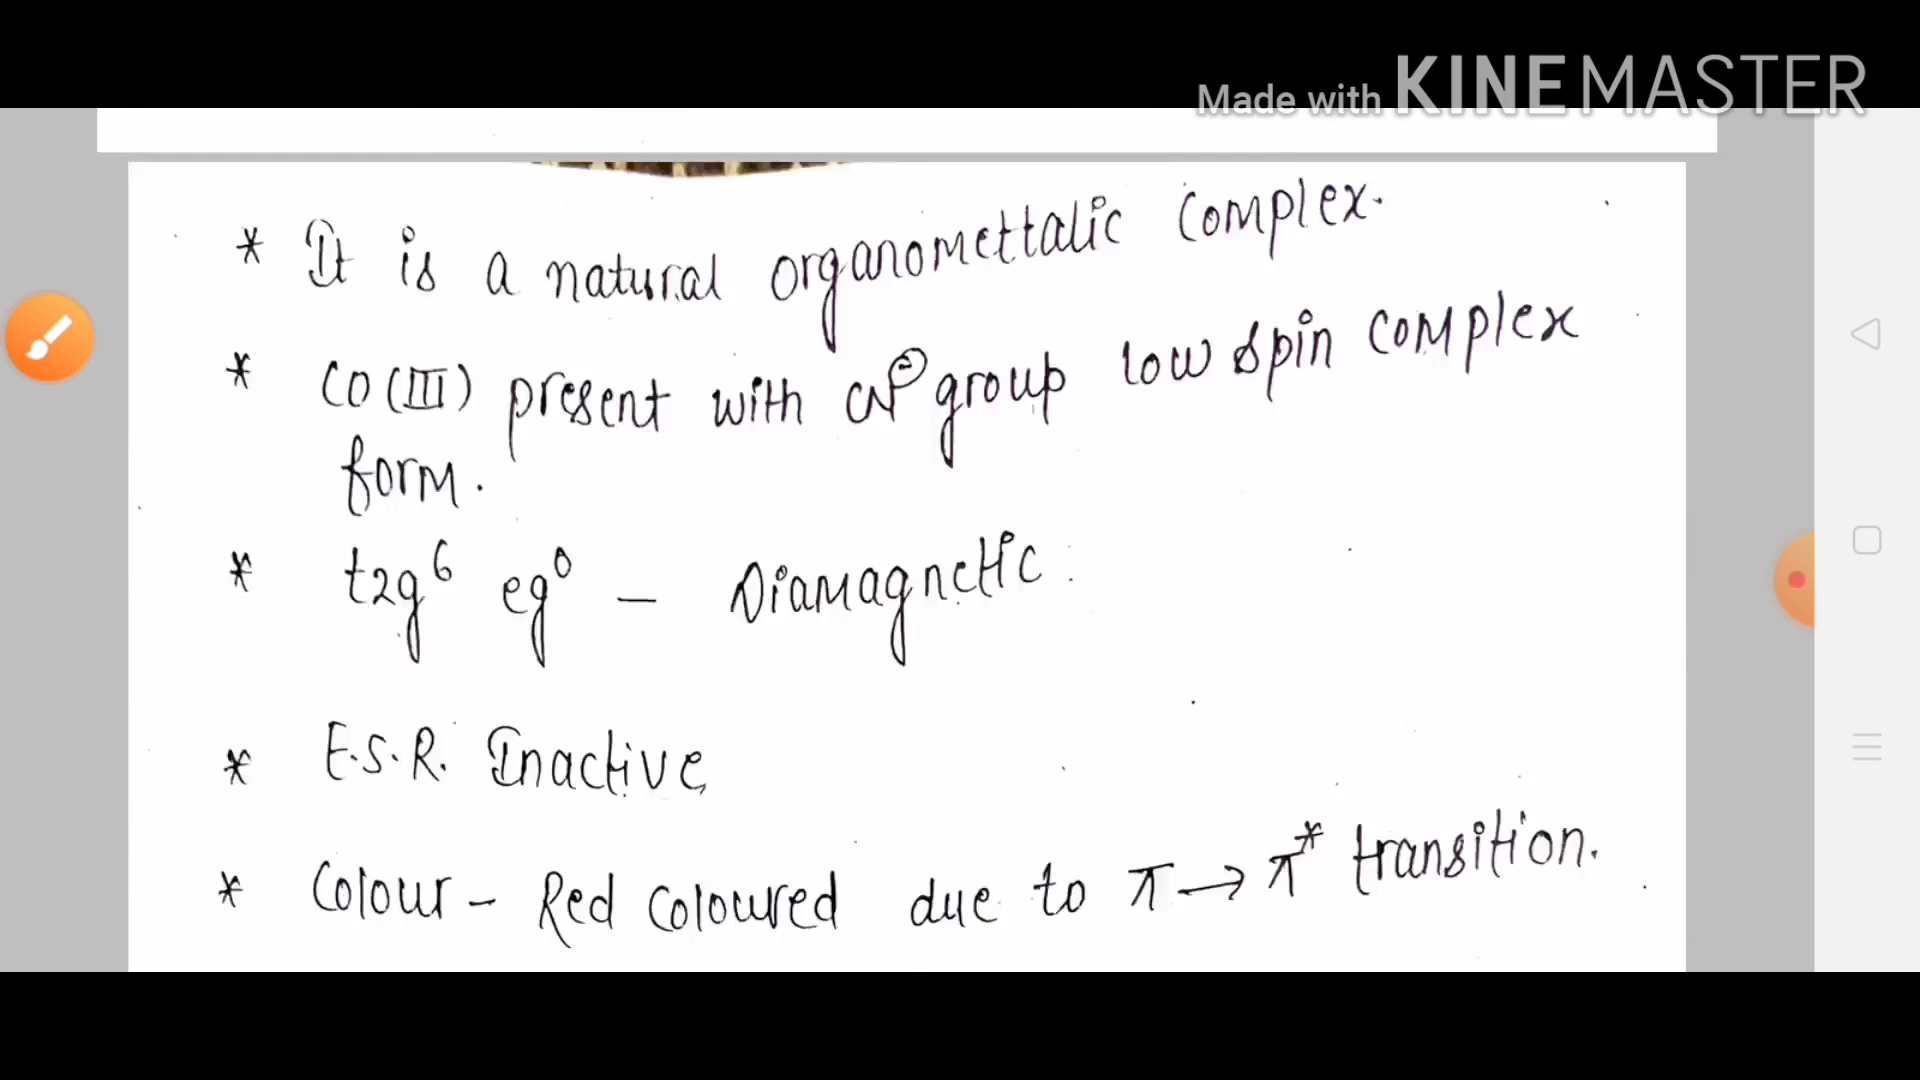 Made with KINEMASTER
* It is a natural organomettalic complex.
* CO(III) present with CN⊖ group low spin complex
form.
* t2g⁶ eg⁰ – Diamagnetic.
* E.S.R. Inactive
* Colour – Red coloured due to π → π* transition.